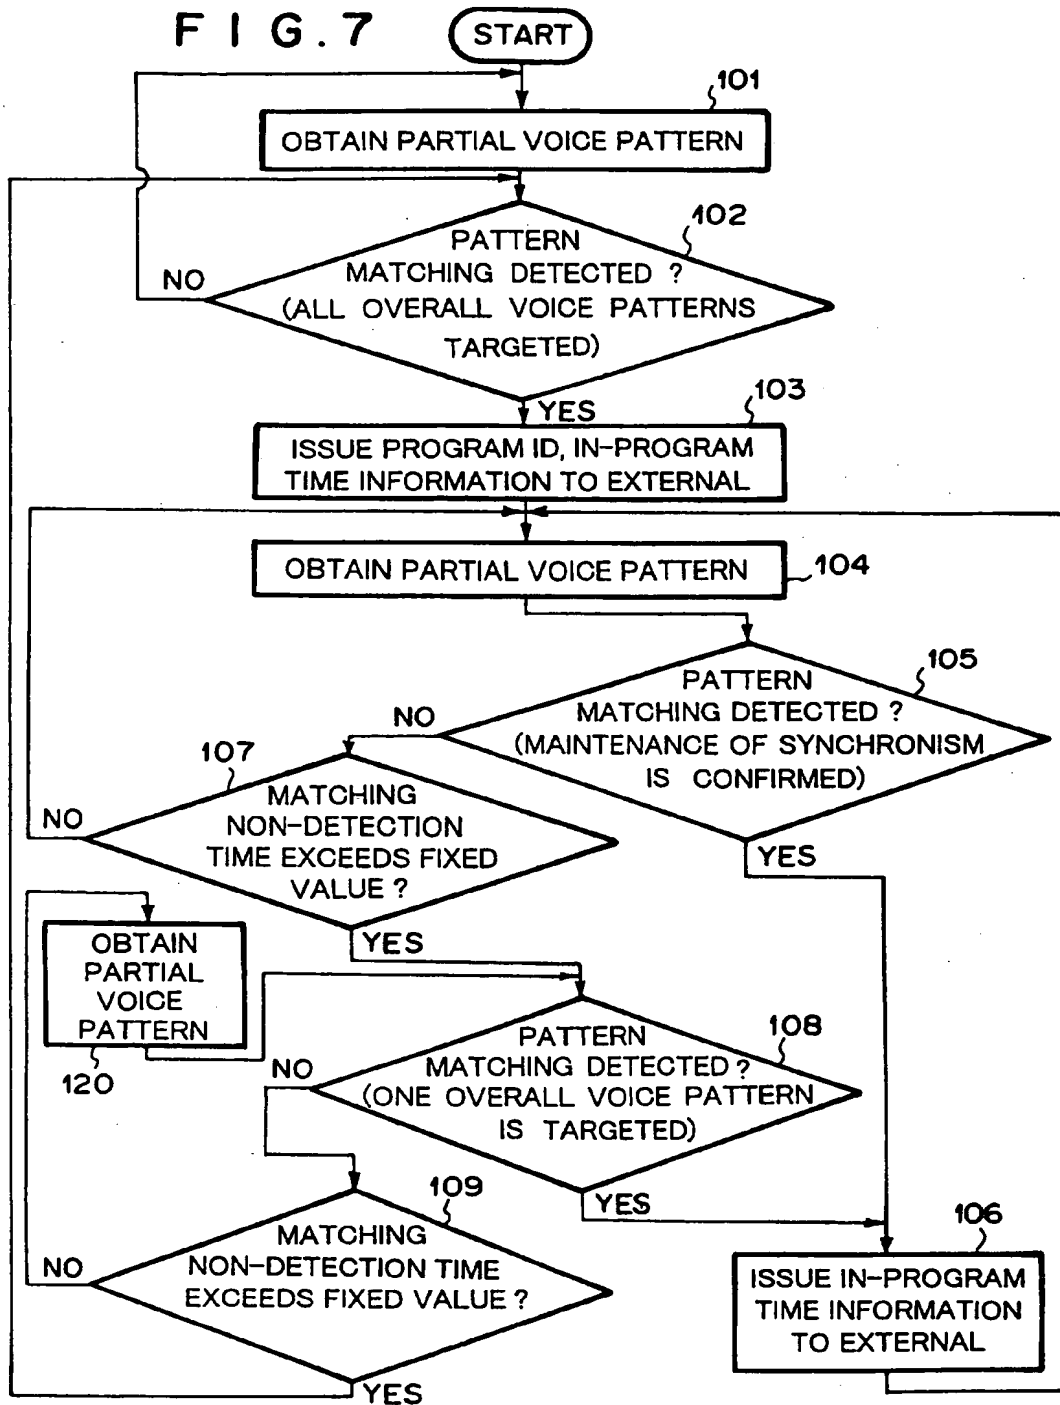 FIG.7
START
101
OBTAIN PARTIAL VOICE PATTERN
102
PATTERN
MATCHING DETECTED ?
(ALL OVERALL VOICE PATTERNS
TARGETED)
NO
YES
103
ISSUE PROGRAM ID, IN-PROGRAM
TIME INFORMATION TO EXTERNAL
OBTAIN PARTIAL VOICE PATTERN
104
105
PATTERN
MATCHING DETECTED ?
(MAINTENANCE OF SYNCHRONISM
IS CONFIRMED)
NO
YES
107
MATCHING
NON-DETECTION
TIME EXCEEDS FIXED
VALUE ?
NO
YES
OBTAIN
PARTIAL
VOICE
PATTERN
120
108
PATTERN
MATCHING DETECTED ?
(ONE OVERALL VOICE PATTERN
IS TARGETED)
NO
YES
109
MATCHING
NON-DETECTION TIME
EXCEEDS FIXED VALUE ?
NO
YES
106
ISSUE IN-PROGRAM
TIME INFORMATION
TO EXTERNAL